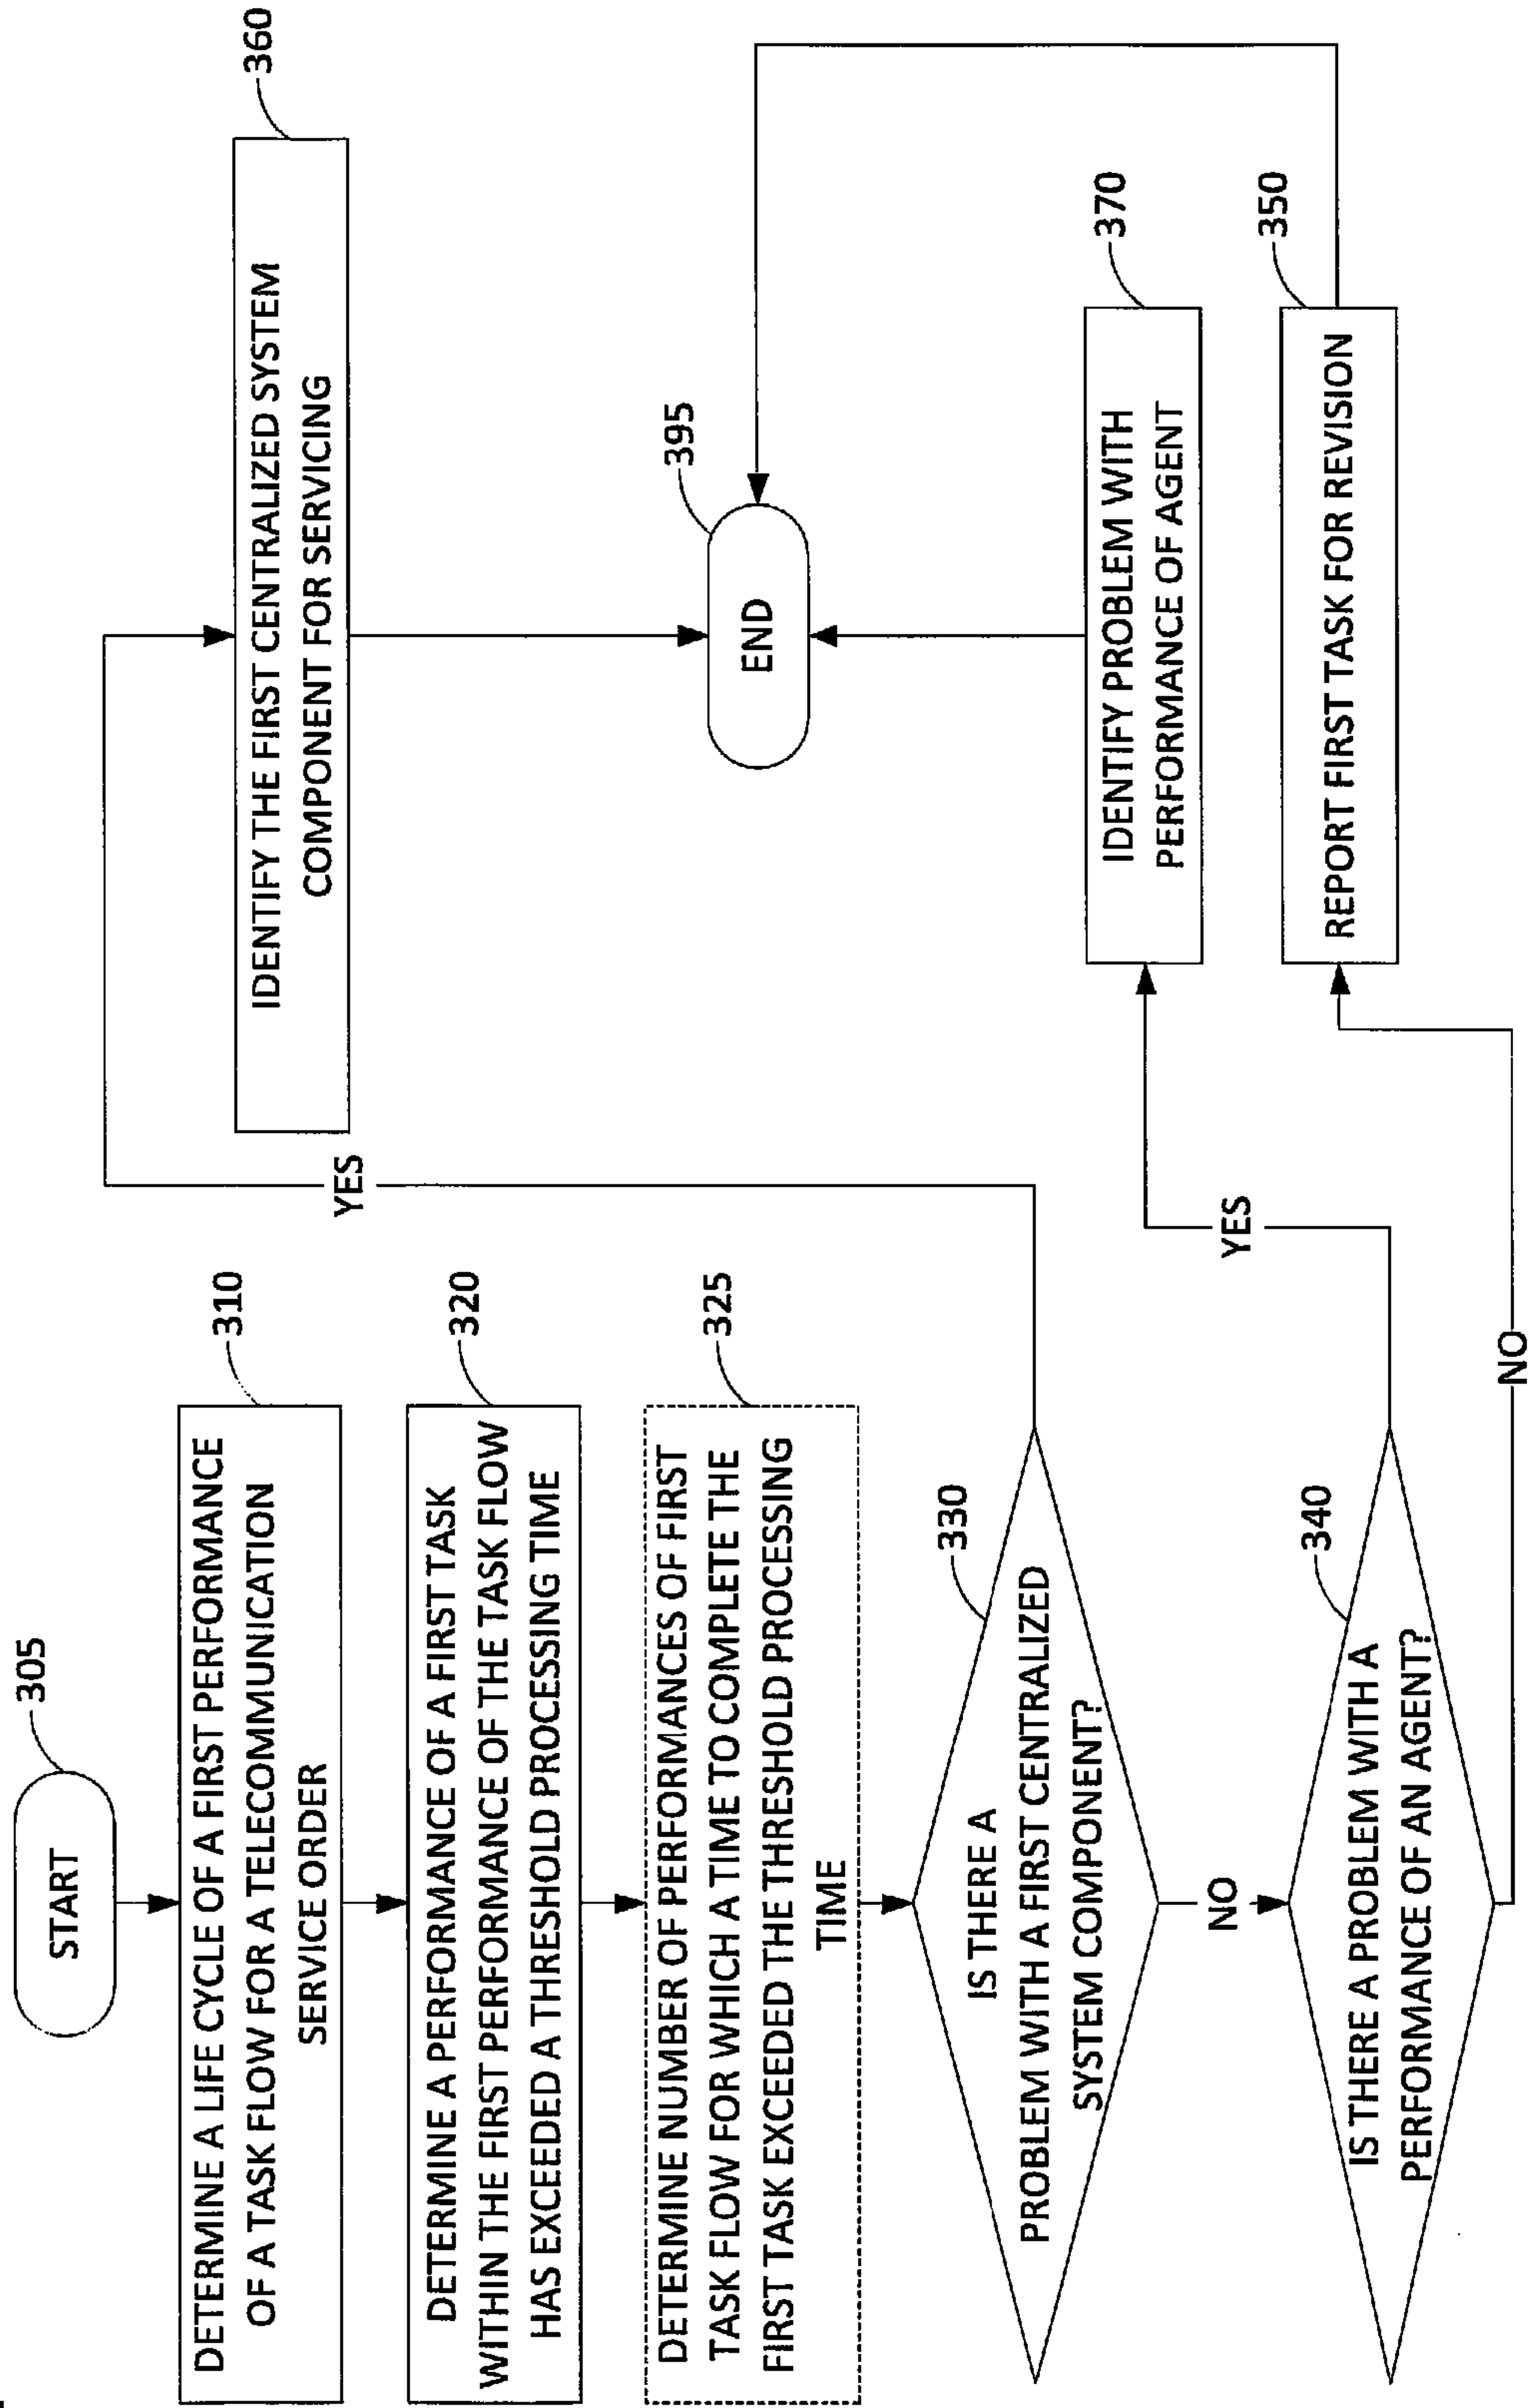 305
START
310
DETERMINE A LIFE CYCLE OF A FIRST PERFORMANCE
OF A TASK FLOW FOR A TELECOMMUNICATION
SERVICE ORDER
320
DETERMINE A PERFORMANCE OF A FIRST TASK
WITHIN THE FIRST PERFORMANCE OF THE TASK FLOW
HAS EXCEEDED A THRESHOLD PROCESSING TIME
325
DETERMINE NUMBER OF PERFORMANCES OF FIRST
TASK FLOW FOR WHICH A TIME TO COMPLETE THE
FIRST TASK EXCEEDED THE THRESHOLD PROCESSING
TIME
330
IS THERE A
PROBLEM WITH A FIRST CENTRALIZED
SYSTEM COMPONENT?
YES
NO
340
IS THERE A PROBLEM WITH A
PERFORMANCE OF AN AGENT?
YES
NO
360
IDENTIFY THE FIRST CENTRALIZED SYSTEM
COMPONENT FOR SERVICING
395
END
370
IDENTIFY PROBLEM WITH
PERFORMANCE OF AGENT
350
REPORT FIRST TASK FOR REVISION